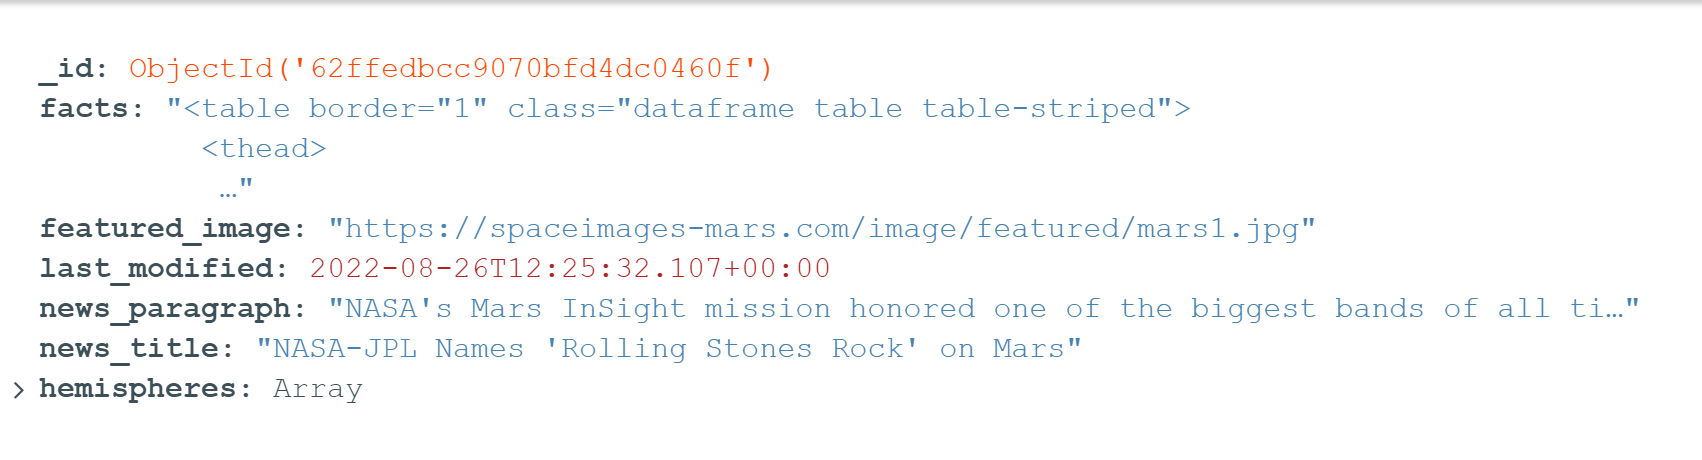 _id: ObjectId('62ffedbcc9070bfd4dc0460f')
facts: "<table border="1" class="dataframe table table-striped">
<thead>
…"
featured_image: "https://spaceimages-mars.com/image/featured/mars1.jpg"
last_modified: 2022-08-26T12:25:32.107+00:00
news_paragraph: "NASA's Mars InSight mission honored one of the biggest bands of all ti…"
news_title: "NASA-JPL Names 'Rolling Stones Rock' on Mars"
hemispheres: Array